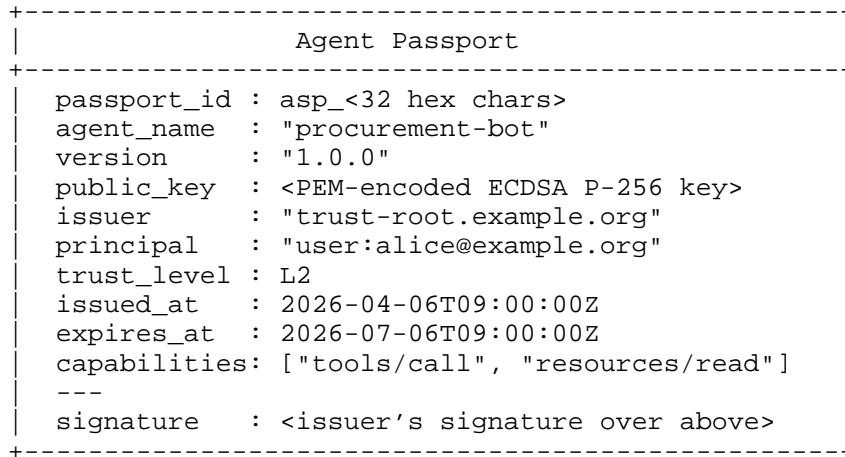 +----------------------------------------------------
|                 Agent Passport
+----------------------------------------------------
|  passport_id : asp_<32 hex chars>
|  agent_name  : "procurement-bot"
|  version     : "1.0.0"
|  public_key  : <PEM-encoded ECDSA P-256 key>
|  issuer      : "trust-root.example.org"
|  principal   : "user:alice@example.org"
|  trust_level : L2
|  issued_at   : 2026-04-06T09:00:00Z
|  expires_at  : 2026-07-06T09:00:00Z
|  capabilities: ["tools/call", "resources/read"]
|  ---
|  signature   : <issuer's signature over above>
+----------------------------------------------------